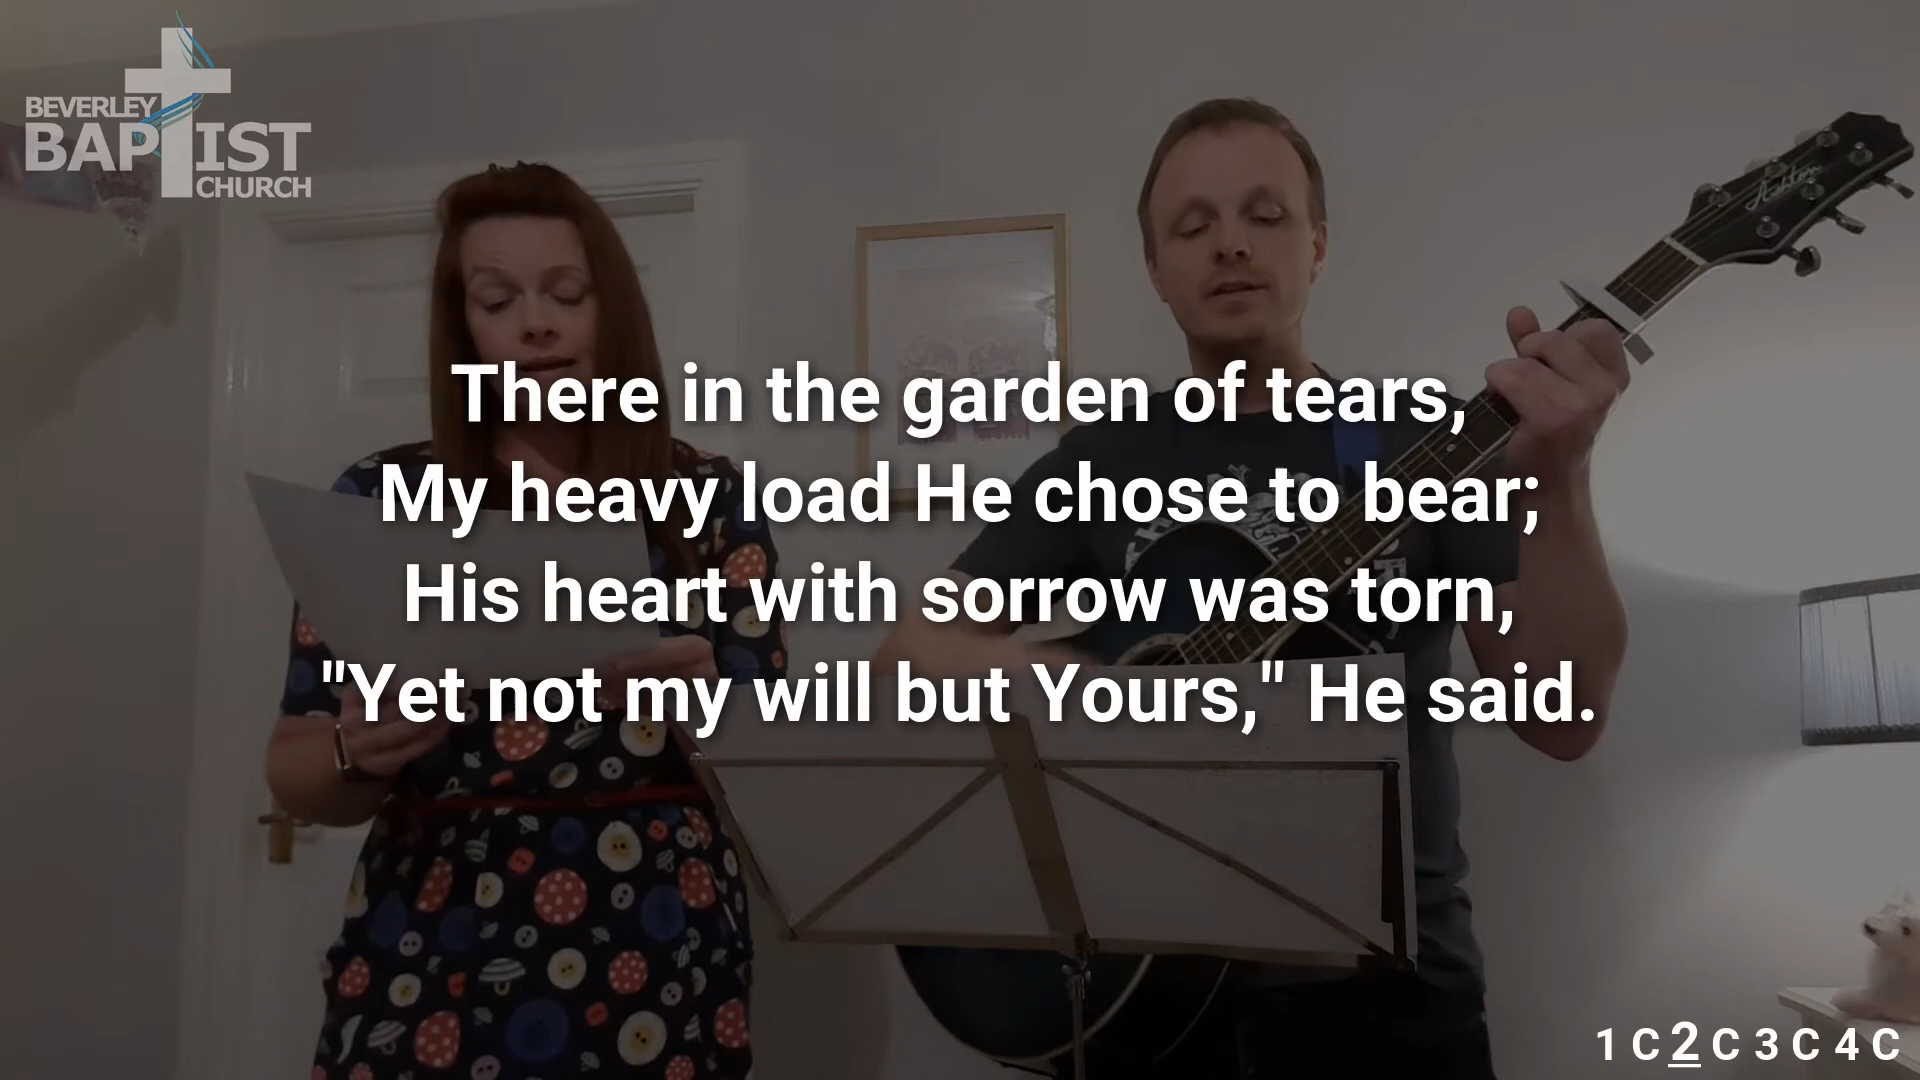 BEVERLEY
BAPTIST
CHURCH
Ashton
There in the garden of tears,
My heavy load He chose to bear;
His heart with sorrow was torn,
"Yet not my will but Yours," He said.
1 C 2 C 3 C 4 C